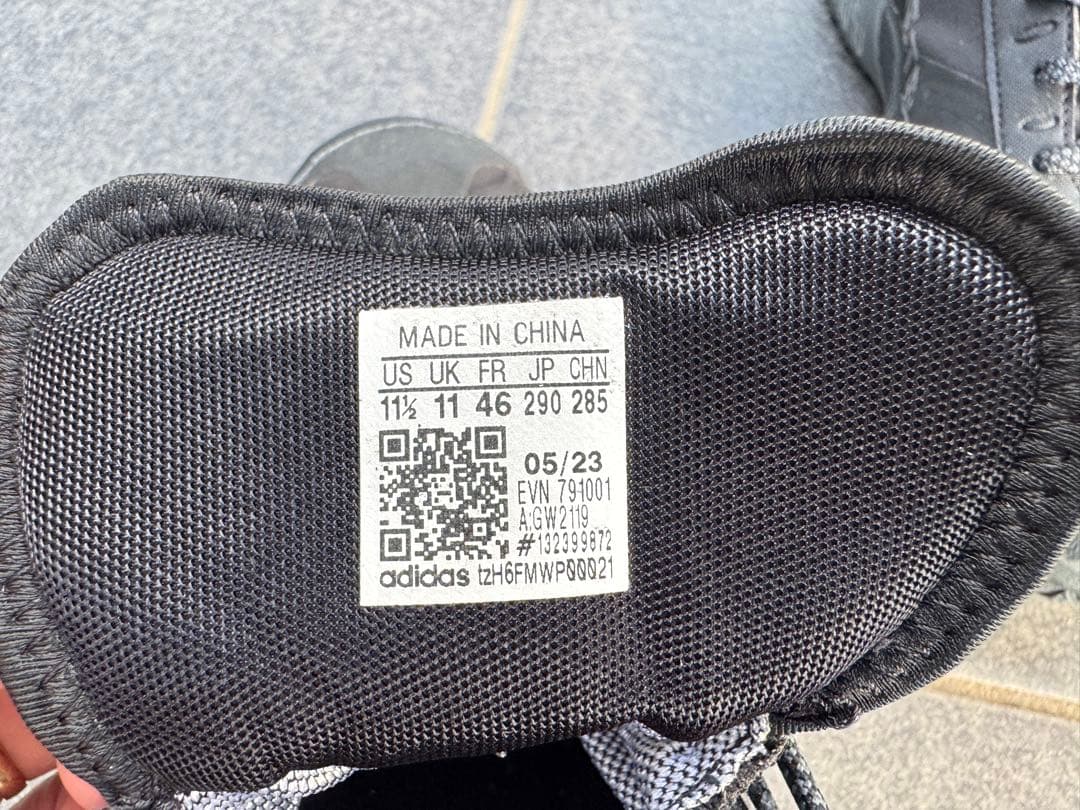 MADE IN CHINA
US UK FR JP CHN
11½ 11 46 290 285
05/23
EVN 791001
A:GW2119
#132399872
adidas tzH6FMWP00021